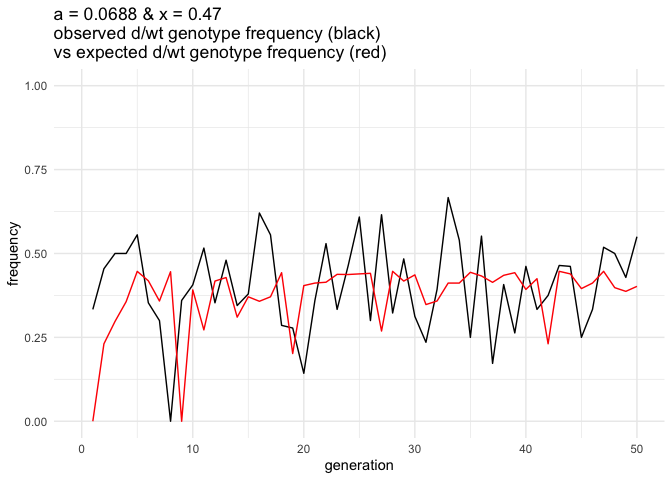 a = 0.0688 & x = 0.47
observed d/wt genotype frequency (black)
vs expected d/wt genotype frequency (red)
1.00
0.75
0.50
0.25
0.00
frequency
0 10 20 30 40 50
generation